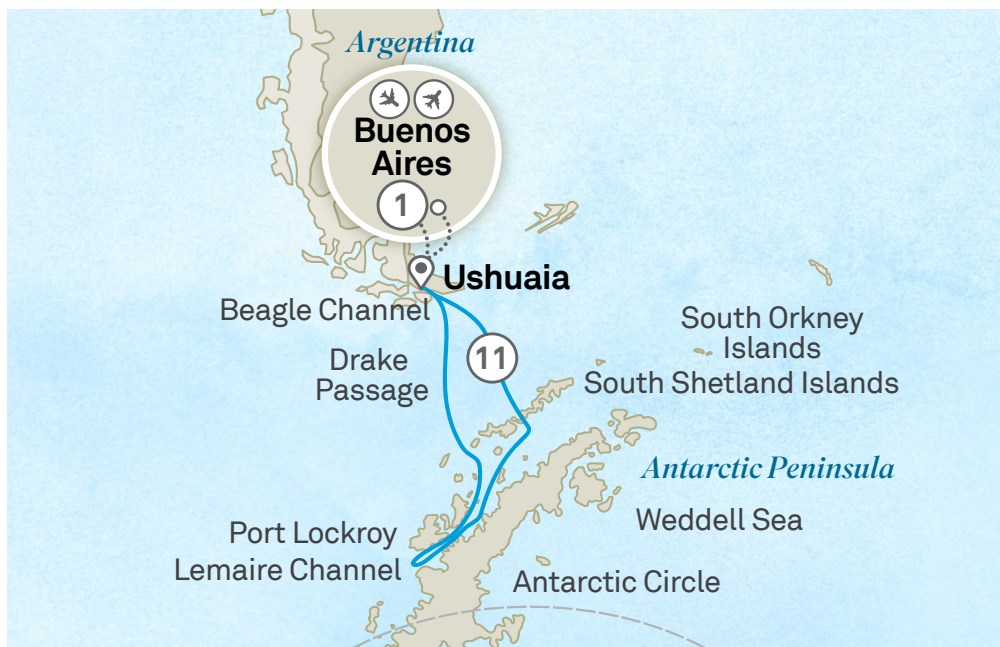 Argentina
Buenos
Aires
1
Ushuaia
Beagle Channel
South Orkney
Islands
Drake
Passage
11
South Shetland Islands
Antarctic Peninsula
Weddell Sea
Port Lockroy
Lemaire Channel
Antarctic Circle